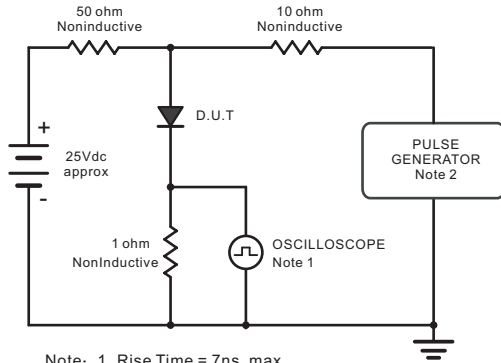 50 ohm
Noninductive
10 ohm
Noninductive
D.U.T
+
25Vdc
approx
-
PULSE
GENERATOR
Note 2
1 ohm
NonInductive
OSCILLOSCOPE
Note 1
Note: 1. Rise Time = 7ns max.